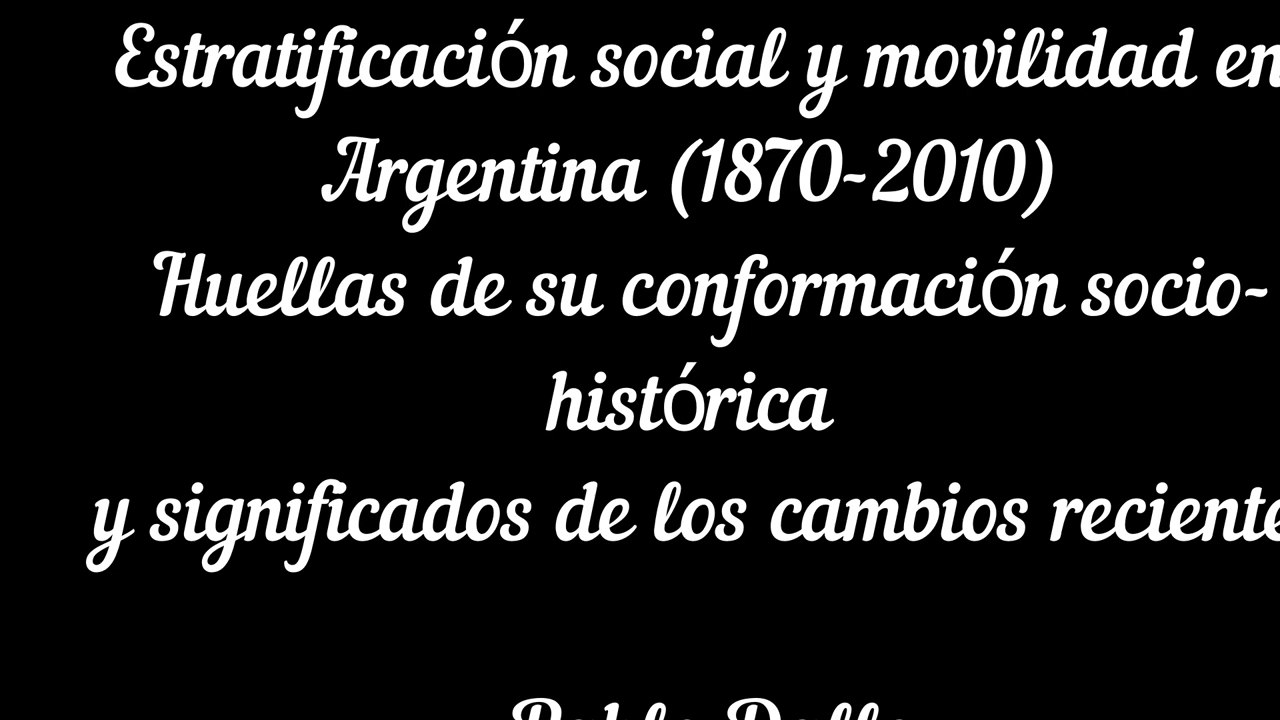 Estratificación social y movilidad en
Argentina (1870-2010)
Huellas de su conformación socio-
histórica
y significados de los cambios reciente